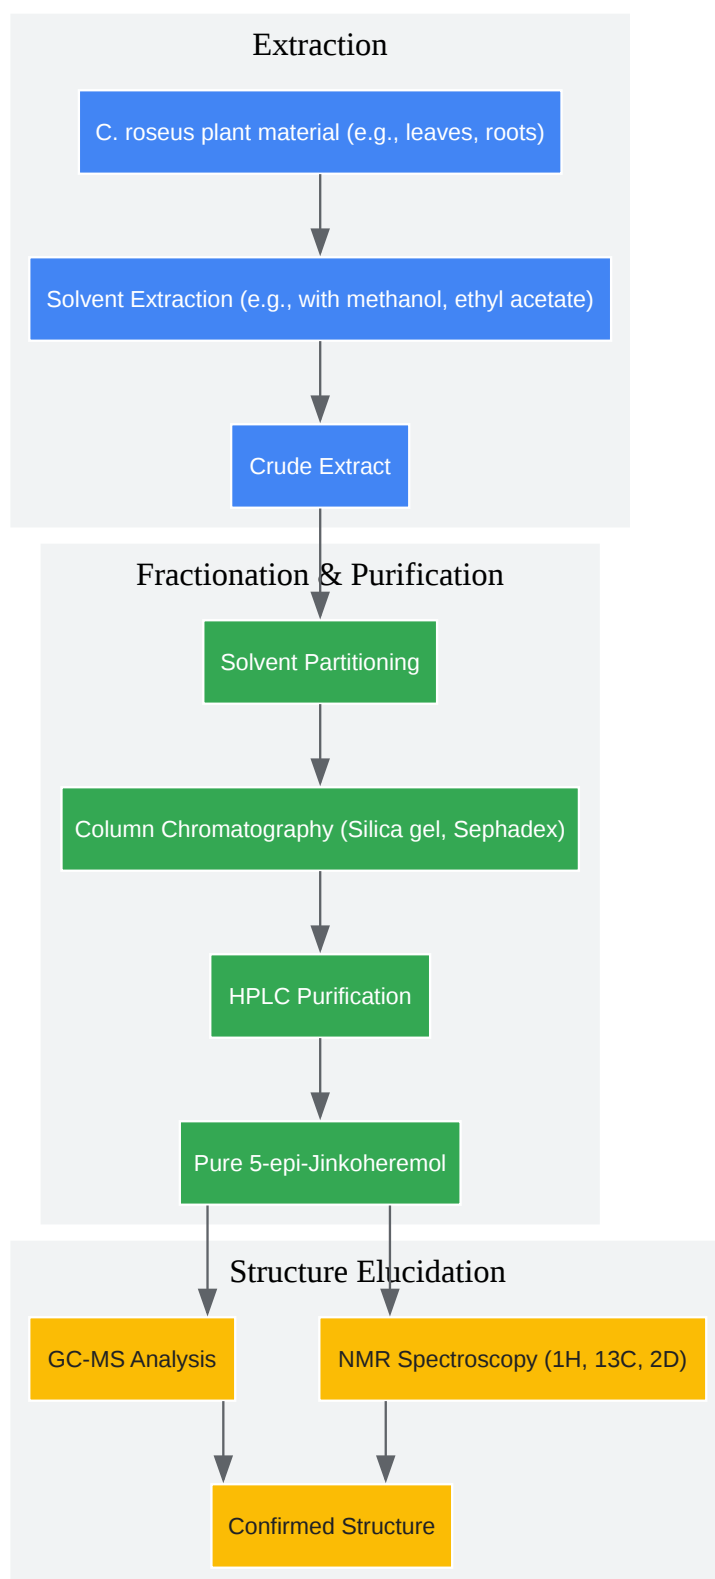 Extraction
C. roseus plant material (e.g., leaves, roots)
Solvent Extraction (e.g., with methanol, ethyl acetate)
Crude Extract
Fractionation & Purification
Solvent Partitioning
Column Chromatography (Silica gel, Sephadex)
HPLC Purification
Pure 5-epi-Jinkoheremol
Structure Elucidation
GC-MS Analysis
NMR Spectroscopy (1H, 13C, 2D)
Confirmed Structure